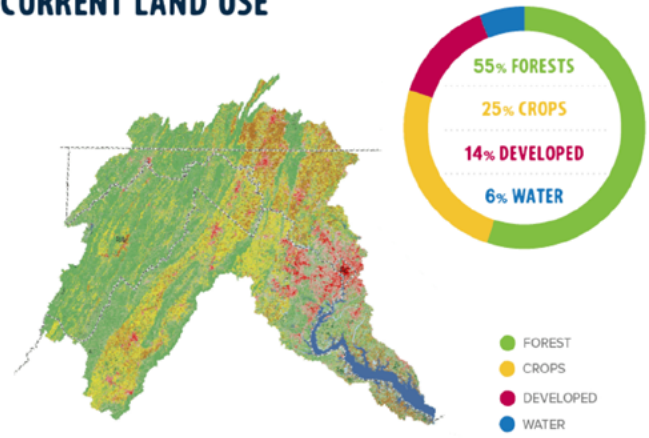 CURRENT LAND USE
55% FORESTS
25% CROPS
14% DEVELOPED
6% WATER
FOREST
CROPS
DEVELOPED
WATER